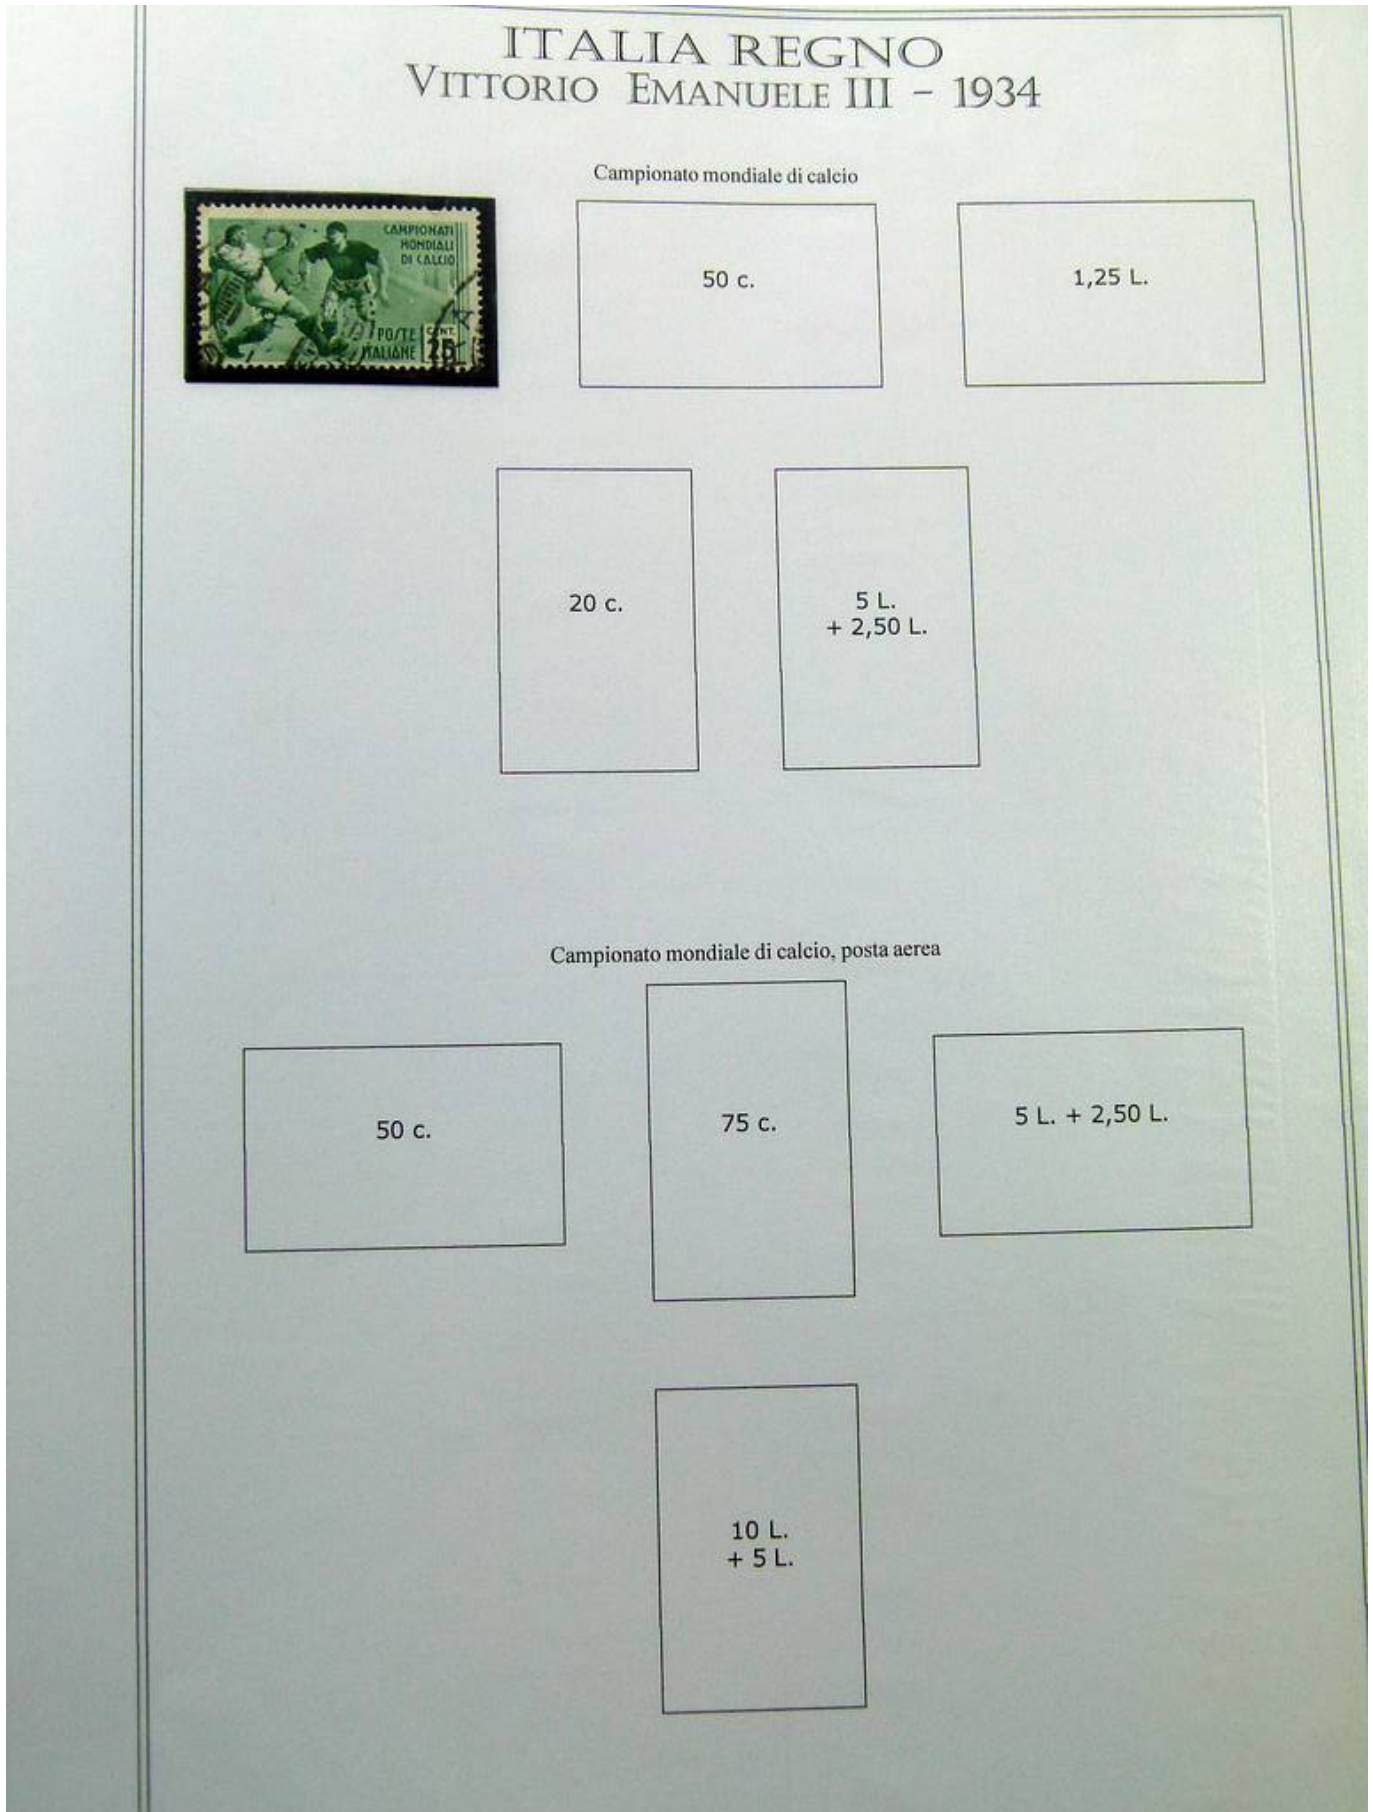 ITALIA REGNO
VITTORIO EMANUELE III - 1934
Campionato mondiale di calcio
CAMPIONATI
MONDIALI
DI CALCIO
POSTE
ITALIANE
CENT.
25
50 c.
1,25 L.
20 c.
5 L.
+ 2,50 L.
Campionato mondiale di calcio, posta aerea
50 c.
75 c.
5 L. + 2,50 L.
10 L.
+ 5 L.